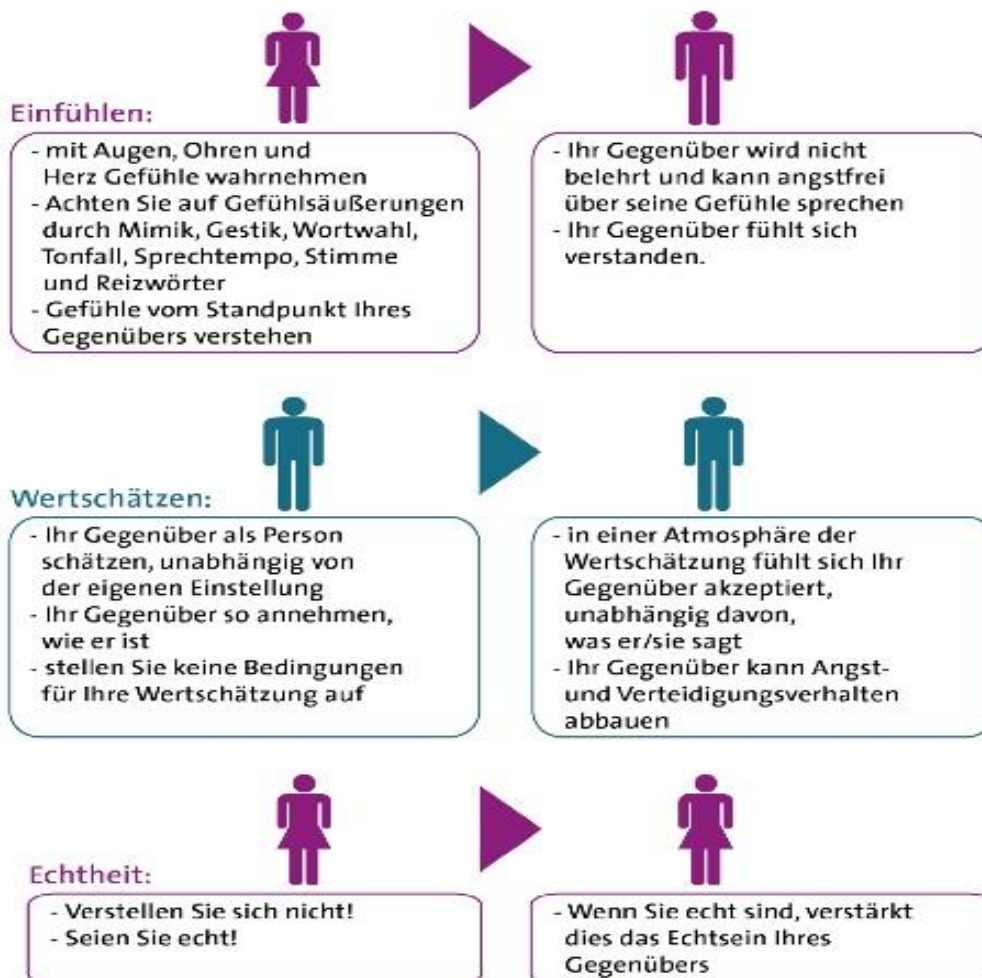 Einfühlen:
- mit Augen, Ohren und
Herz Gefühle wahrnehmen
- Achten Sie auf Gefühlsäußerungen
durch Mimik, Gestik, Wortwahl,
Tonfall, Sprechtempo, Stimme
und Reizwörter
- Gefühle vom Standpunkt Ihres
Gegenübers verstehen
- Ihr Gegenüber wird nicht
belehrt und kann angstfrei
über seine Gefühle sprechen
- Ihr Gegenüber fühlt sich
verstanden.
Wertschätzen:
- Ihr Gegenüber als Person
schätzen, unabhängig von
der eigenen Einstellung
- Ihr Gegenüber so annehmen,
wie er ist
- stellen Sie keine Bedingungen
für Ihre Wertschätzung auf
- in einer Atmosphäre der
Wertschätzung fühlt sich Ihr
Gegenüber akzeptiert,
unabhängig davon,
was er/sie sagt
- Ihr Gegenüber kann Angst-
und Verteidigungsverhalten
abbauen
Echtheit:
- Verstellen Sie sich nicht!
- Seien Sie echt!
- Wenn Sie echt sind, verstärkt
dies das Echtsein Ihres
Gegenübers